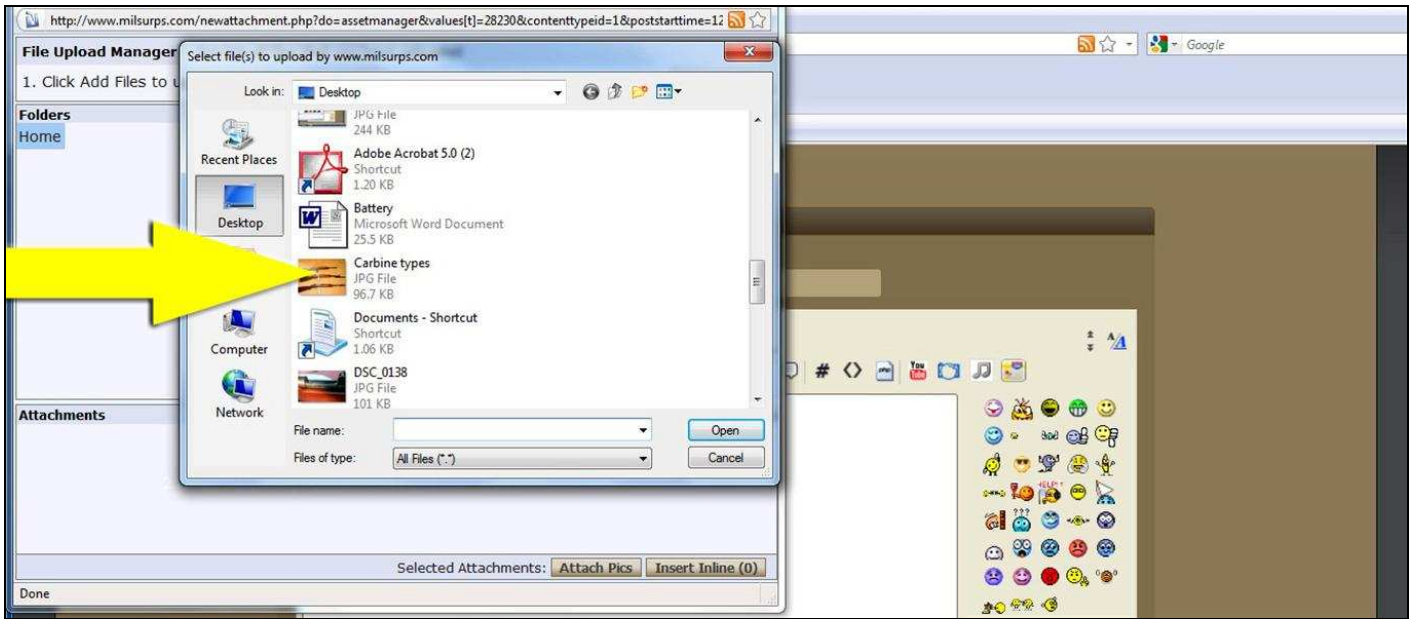 http://www.milsurps.com/newattachment.php?do=assetmanager&values[t]=28230&contenttypeid=1&poststarttime=12
Google
File Upload Manager
Select file(s) to upload by www.milsurps.com
1. Click Add Files to
Look in:
Desktop
Folders
Home
JPG File
244 KB
Recent Places
Adobe Acrobat 5.0 (2)
Shortcut
1.20 KB
Desktop
Battery
Microsoft Word Document
25.5 KB
Carbine types
JPG File
96.7 KB
Computer
Documents - Shortcut
Shortcut
1.06 KB
Network
DSC_0138
JPG File
101 KB
Attachments
File name:
Open
Files of type:
All Files (*.*)
Cancel
Selected Attachments:
Attach Pics
Insert Inline (0)
Done
# <>
You
HELP!
???